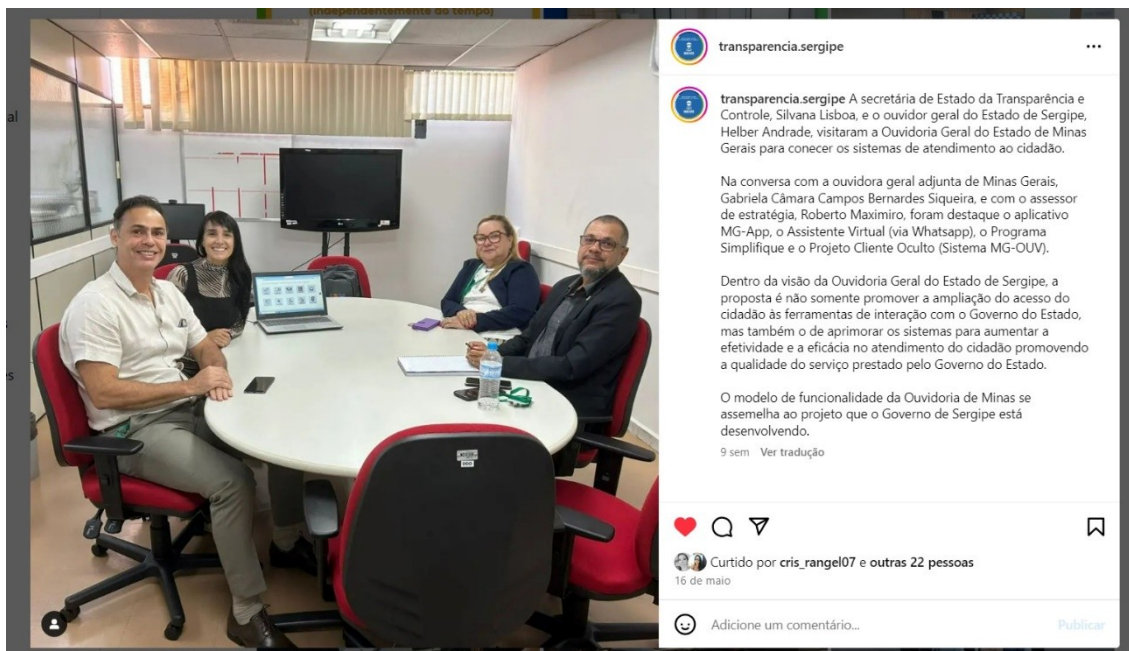 (independentemente do tempo)
al
es
transparencia.sergipe
transparencia.sergipe A secretária de Estado da Transparência e
Controle, Silvana Lisboa, e o ouvidor geral do Estado de Sergipe,
Helber Andrade, visitaram a Ouvidoria Geral do Estado de Minas
Gerais para conecer os sistemas de atendimento ao cidadão.
Na conversa com a ouvidora geral adjunta de Minas Gerais,
Gabriela Câmara Campos Bernardes Siqueira, e com o assessor
de estratégia, Roberto Maximiro, foram destaque o aplicativo
MG-App, o Assistente Virtual (via Whatsapp), o Programa
Simplifique e o Projeto Cliente Oculto (Sistema MG-OUV).
Dentro da visão da Ouvidoria Geral do Estado de Sergipe, a
proposta é não somente promover a ampliação do acesso do
cidadão às ferramentas de interação com o Governo do Estado,
mas também o de aprimorar os sistemas para aumentar a
efetividade e a eficácia no atendimento do cidadão promovendo
a qualidade do serviço prestado pelo Governo do Estado.
O modelo de funcionalidade da Ouvidoria de Minas se
assemelha ao projeto que o Governo de Sergipe está
desenvolvendo.
9 sem Ver tradução
Curtido por cris_rangel07 e outras 22 pessoas
16 de maio
Adicione um comentário...
Publicar